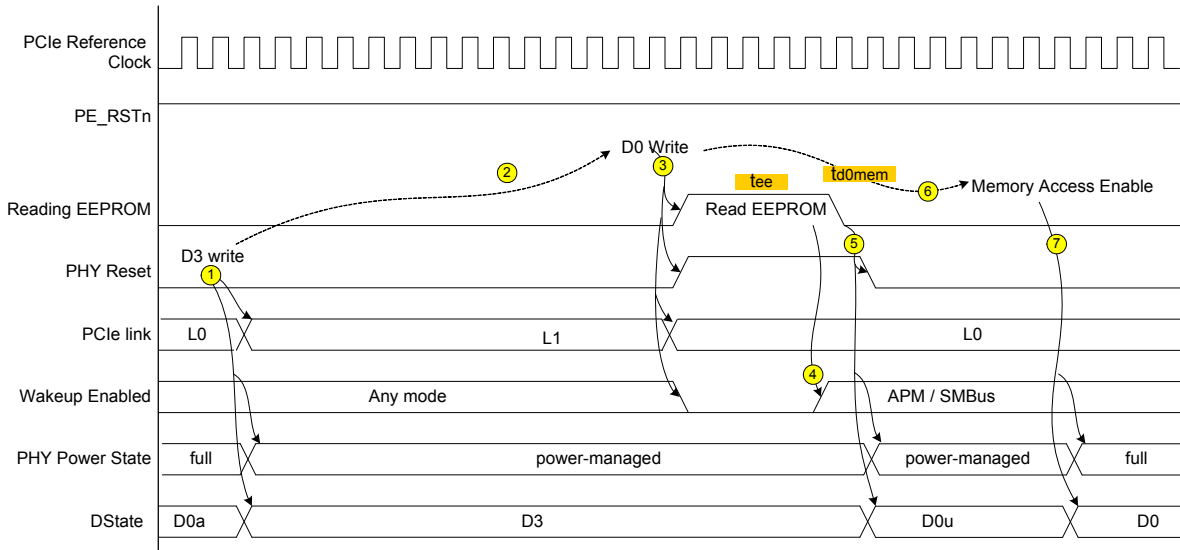 PCIe Reference
Clock
PE_RSTn
D0 Write
2
3
tee
td0mem
6
Memory Access Enable
Reading EEPROM
Read EEPROM
D3 write
5
7
PHY Reset
1
PCIe link
L0
L1
L0
4
Wakeup Enabled
Any mode
APM / SMBus
PHY Power State
full
power-managed
power-managed
full
DState
D0a
D3
D0u
D0